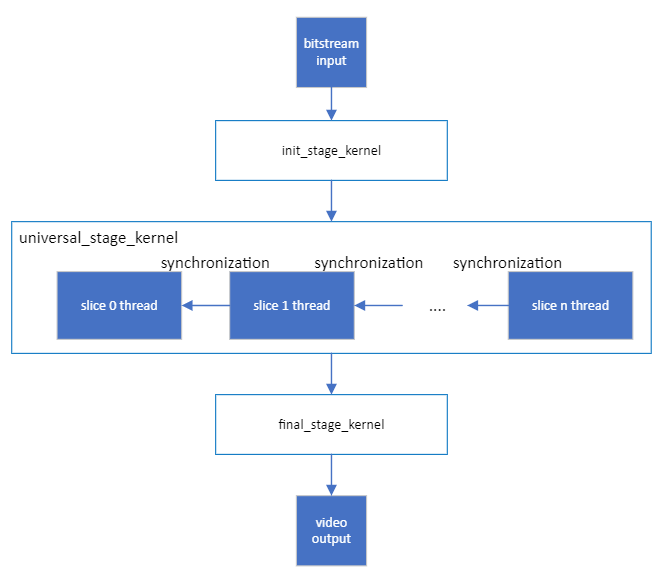 bitstream
input
init_stage_kernel
universal_stage_kernel
synchronization synchronization synchronization
slice 0 thread slice 1 thread .... slice n thread
final_stage_kernel
video
output